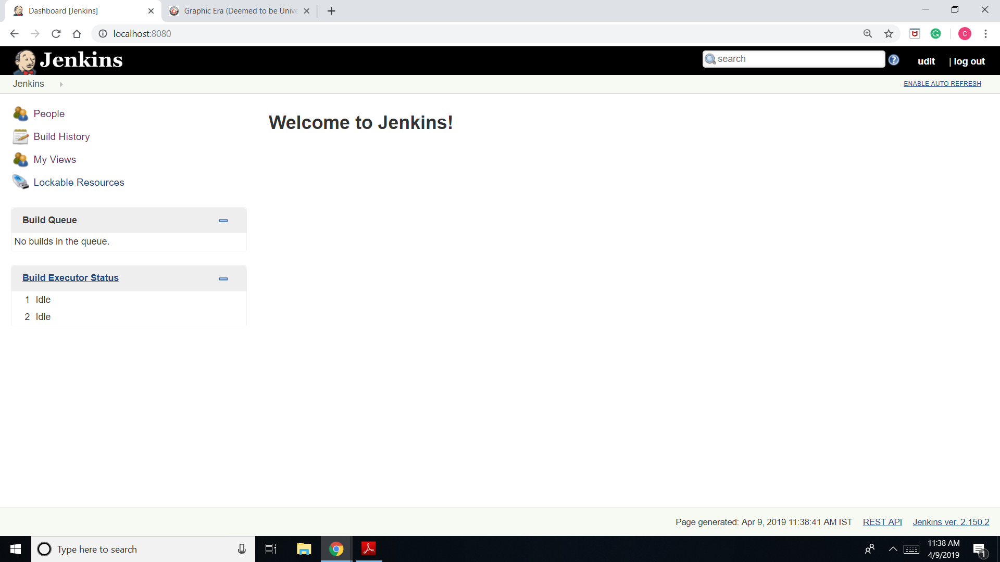 Dashboard [Jenkins]
Graphic Era (Deemed to be Unive
localhost:8080
C
Jenkins
search
udit
| log out
Jenkins
ENABLE AUTO REFRESH
People
Welcome to Jenkins!
Build History
My Views
Lockable Resources
Build Queue
No builds in the queue.
Build Executor Status
1 Idle
2 Idle
Page generated: Apr 9, 2019 11:38:41 AM IST
REST API
Jenkins ver. 2.150.2
Type here to search
11:38 AM
4/9/2019
1